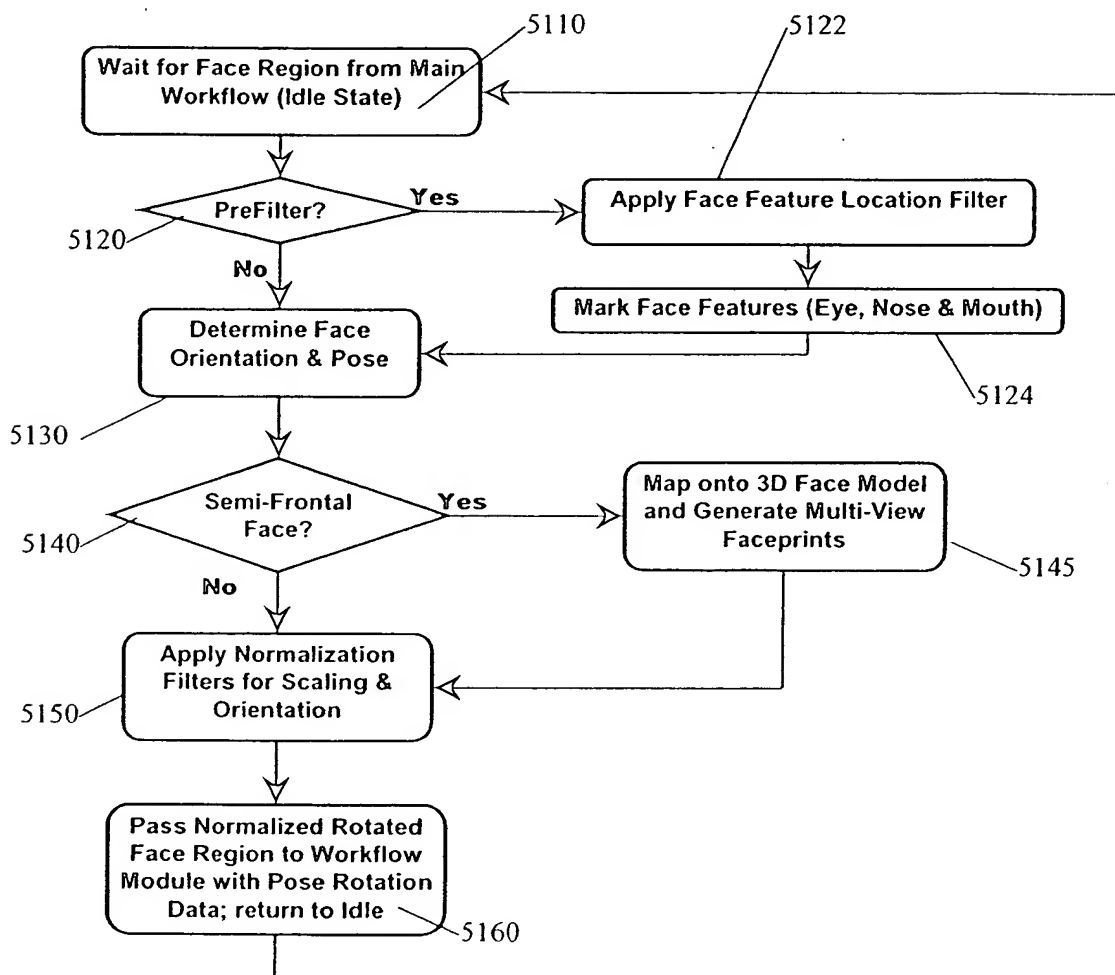 5110
5122
Wait for Face Region from Main
Workflow (Idle State)
PreFilter?
Yes
Apply Face Feature Location Filter
5120
No
Mark Face Features (Eye, Nose & Mouth)
Determine Face
Orientation & Pose
5124
5130
Semi-Frontal
Face?
Yes
Map onto 3D Face Model
and Generate Multi-View
Faceprints
5140
5145
No
Apply Normalization
Filters for Scaling &
Orientation
5150
Pass Normalized Rotated
Face Region to Workflow
Module with Pose Rotation
Data; return to Idle
5160